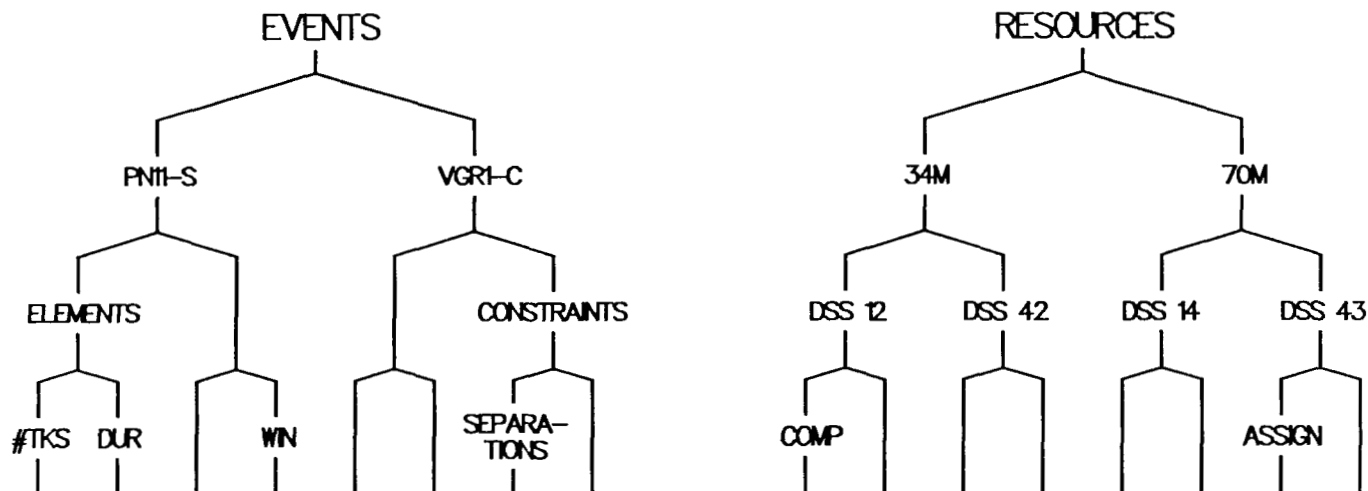 EVENTS
RESOURCES
PN11-S
VGR1-C
34M
70M
ELEMENTS
CONSTRAINTS
DSS 12
DSS 42
DSS 14
DSS 43
#TKS
DUR
WIN
SEPARA-
TIONS
COMP
ASSIGN